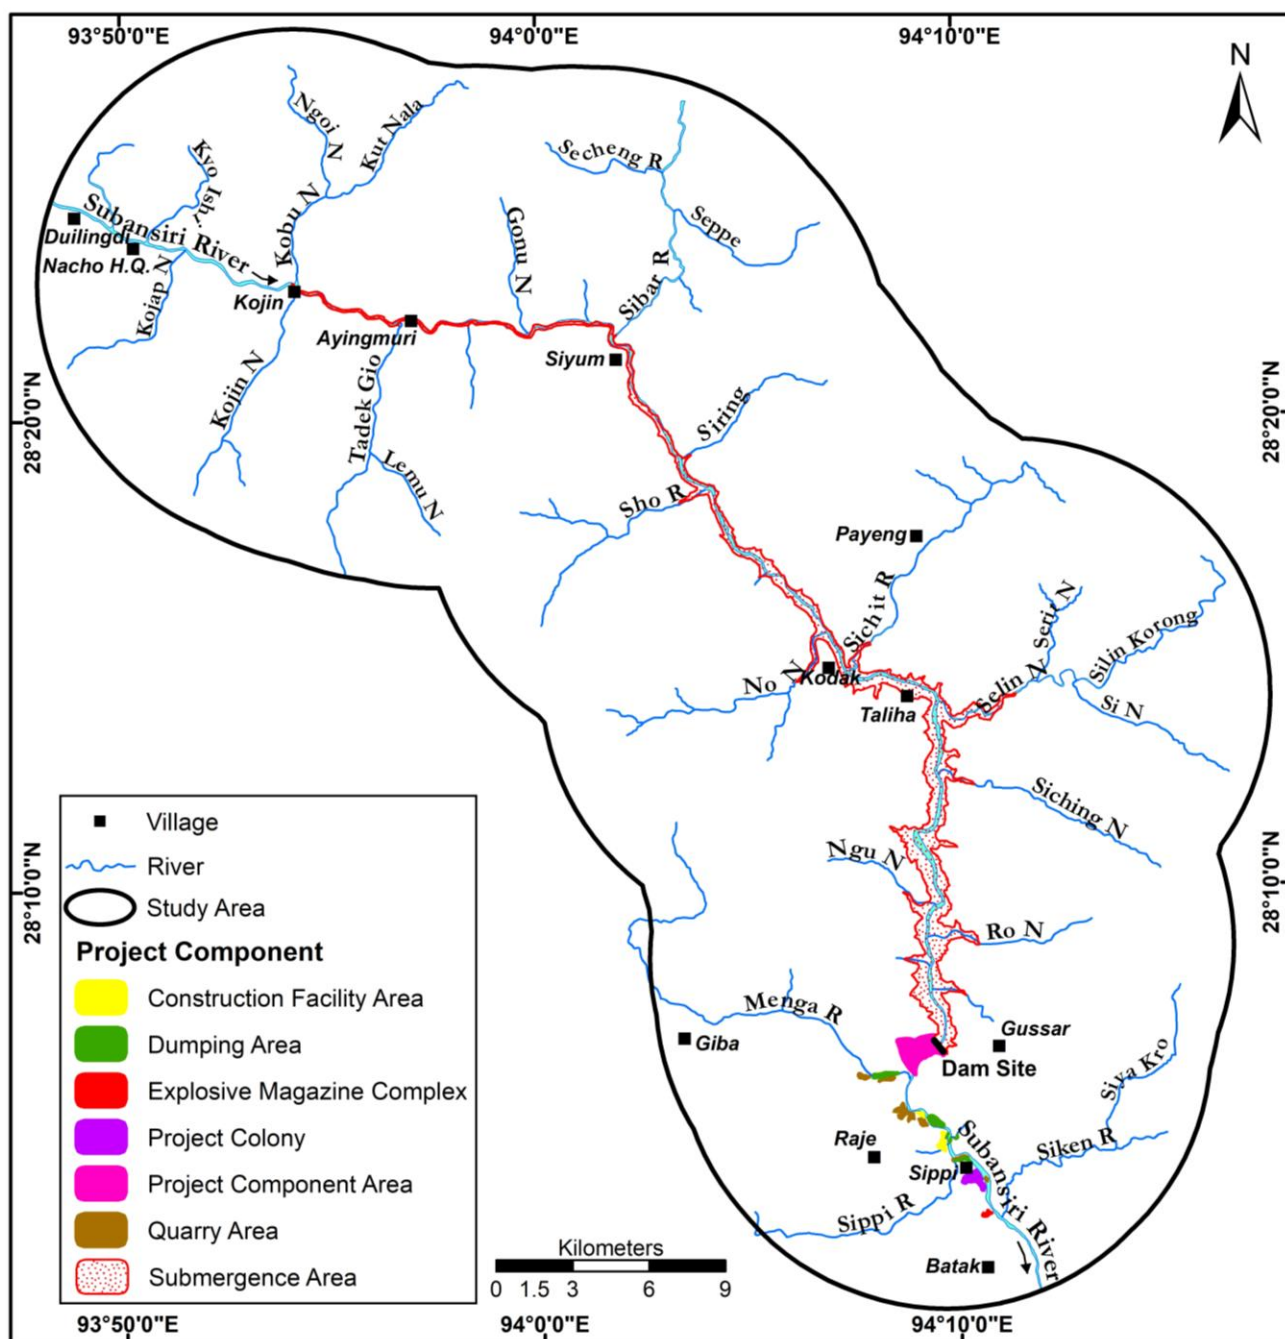 93°50'0"E
94°0'0"E
94°10'0"E
N
Ngoi N
Kut Nala
Kyo Ishi
Secheng R
Seppe
Subansiri River
Duilingdi
Nacho H.Q.
Kobu N
Gonu N
Sibar R
Kojap N
Kojin
Ayingmuri
Siyum
Kojin N
Tadek Gio
Lemu N
Siring
Sho R
28°20'0"N
28°20'0"N
Payeng
Sichit R
Serir N
Silin Korong
No N
Kodak
Selin N
Si N
Taliha
Siching N
Ngu N
Ro N
28°10'0"N
28°10'0"N
Menga R
Giba
Gussar
Dam Site
Siya Kro
Raje
Siken R
Sippi
Subansiri River
Sippi R
Batak
Village
River
Study Area
Project Component
Construction Facility Area
Dumping Area
Explosive Magazine Complex
Project Colony
Project Component Area
Quarry Area
Submergence Area
Kilometers
0 1.5 3 6 9
93°50'0"E
94°0'0"E
94°10'0"E